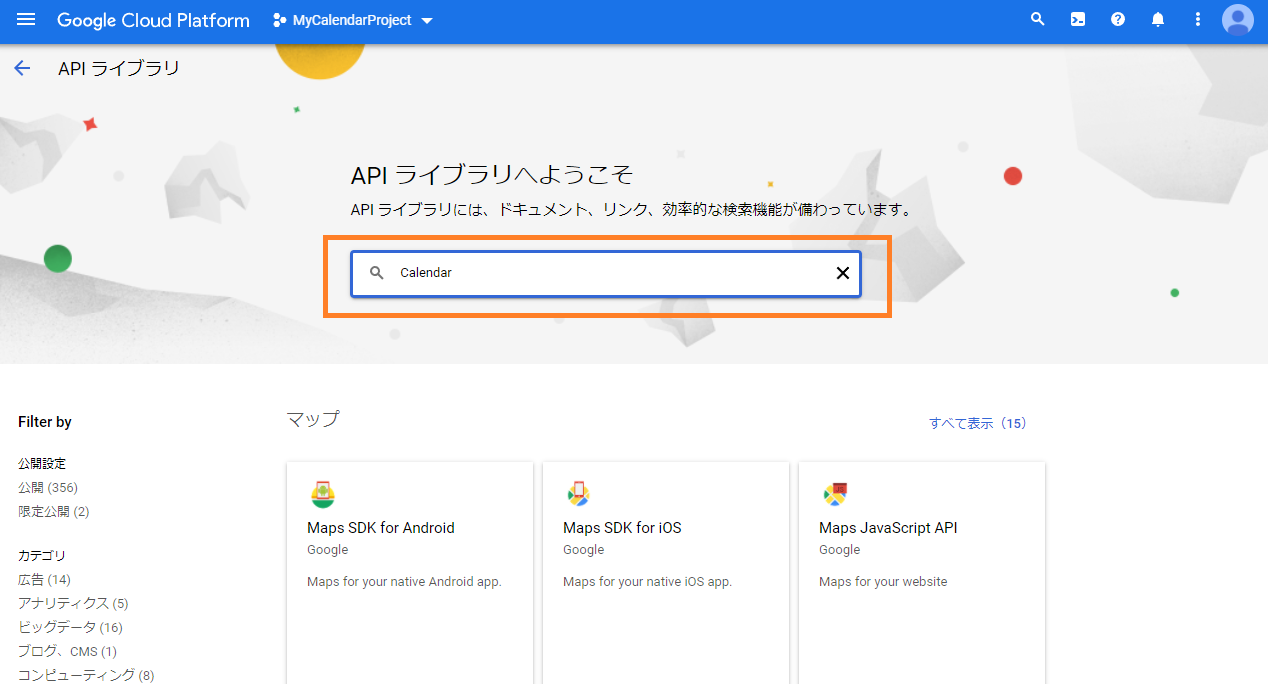 Google Cloud Platform MyCalendarProject
API ライブラリ
API ライブラリへようこそ
API ライブラリには、ドキュメント、リンク、効率的な検索機能が備わっています。
Calendar
Filter by
公開設定
公開 (356)
限定公開 (2)
カテゴリ
広告 (14)
アナリティクス (5)
ビッグデータ (16)
ブログ、CMS (1)
コンピューティング (8)
マップ
すべて表示（15）
Maps SDK for Android
Google
Maps for your native Android app.
Maps SDK for iOS
Google
Maps for your native iOS app.
Maps JavaScript API
Google
Maps for your website